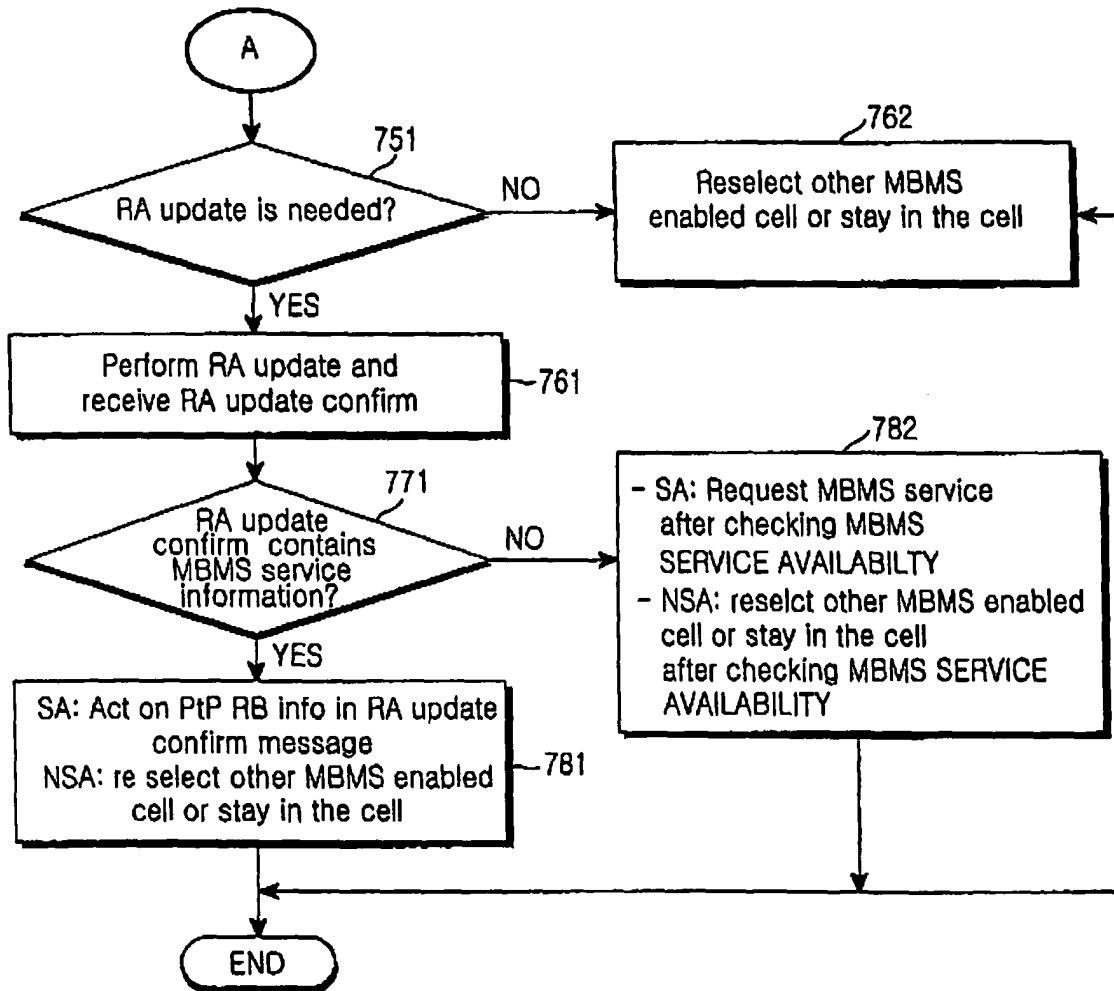 A
751
RA update is needed?
NO
YES
762
Reselect other MBMS
enabled cell or stay in the cell
Perform RA update and
receive RA update confirm
761
771
RA update
confirm contains
MBMS service
information?
NO
YES
782
- SA: Request MBMS service
after checking MBMS
SERVICE AVAILABILTY
- NSA: reselct other MBMS enabled
cell or stay in the cell
after checking MBMS SERVICE
AVAILABILITY
SA: Act on PtP RB info in RA update
confirm message
NSA: re select other MBMS enabled
cell or stay in the cell
781
END